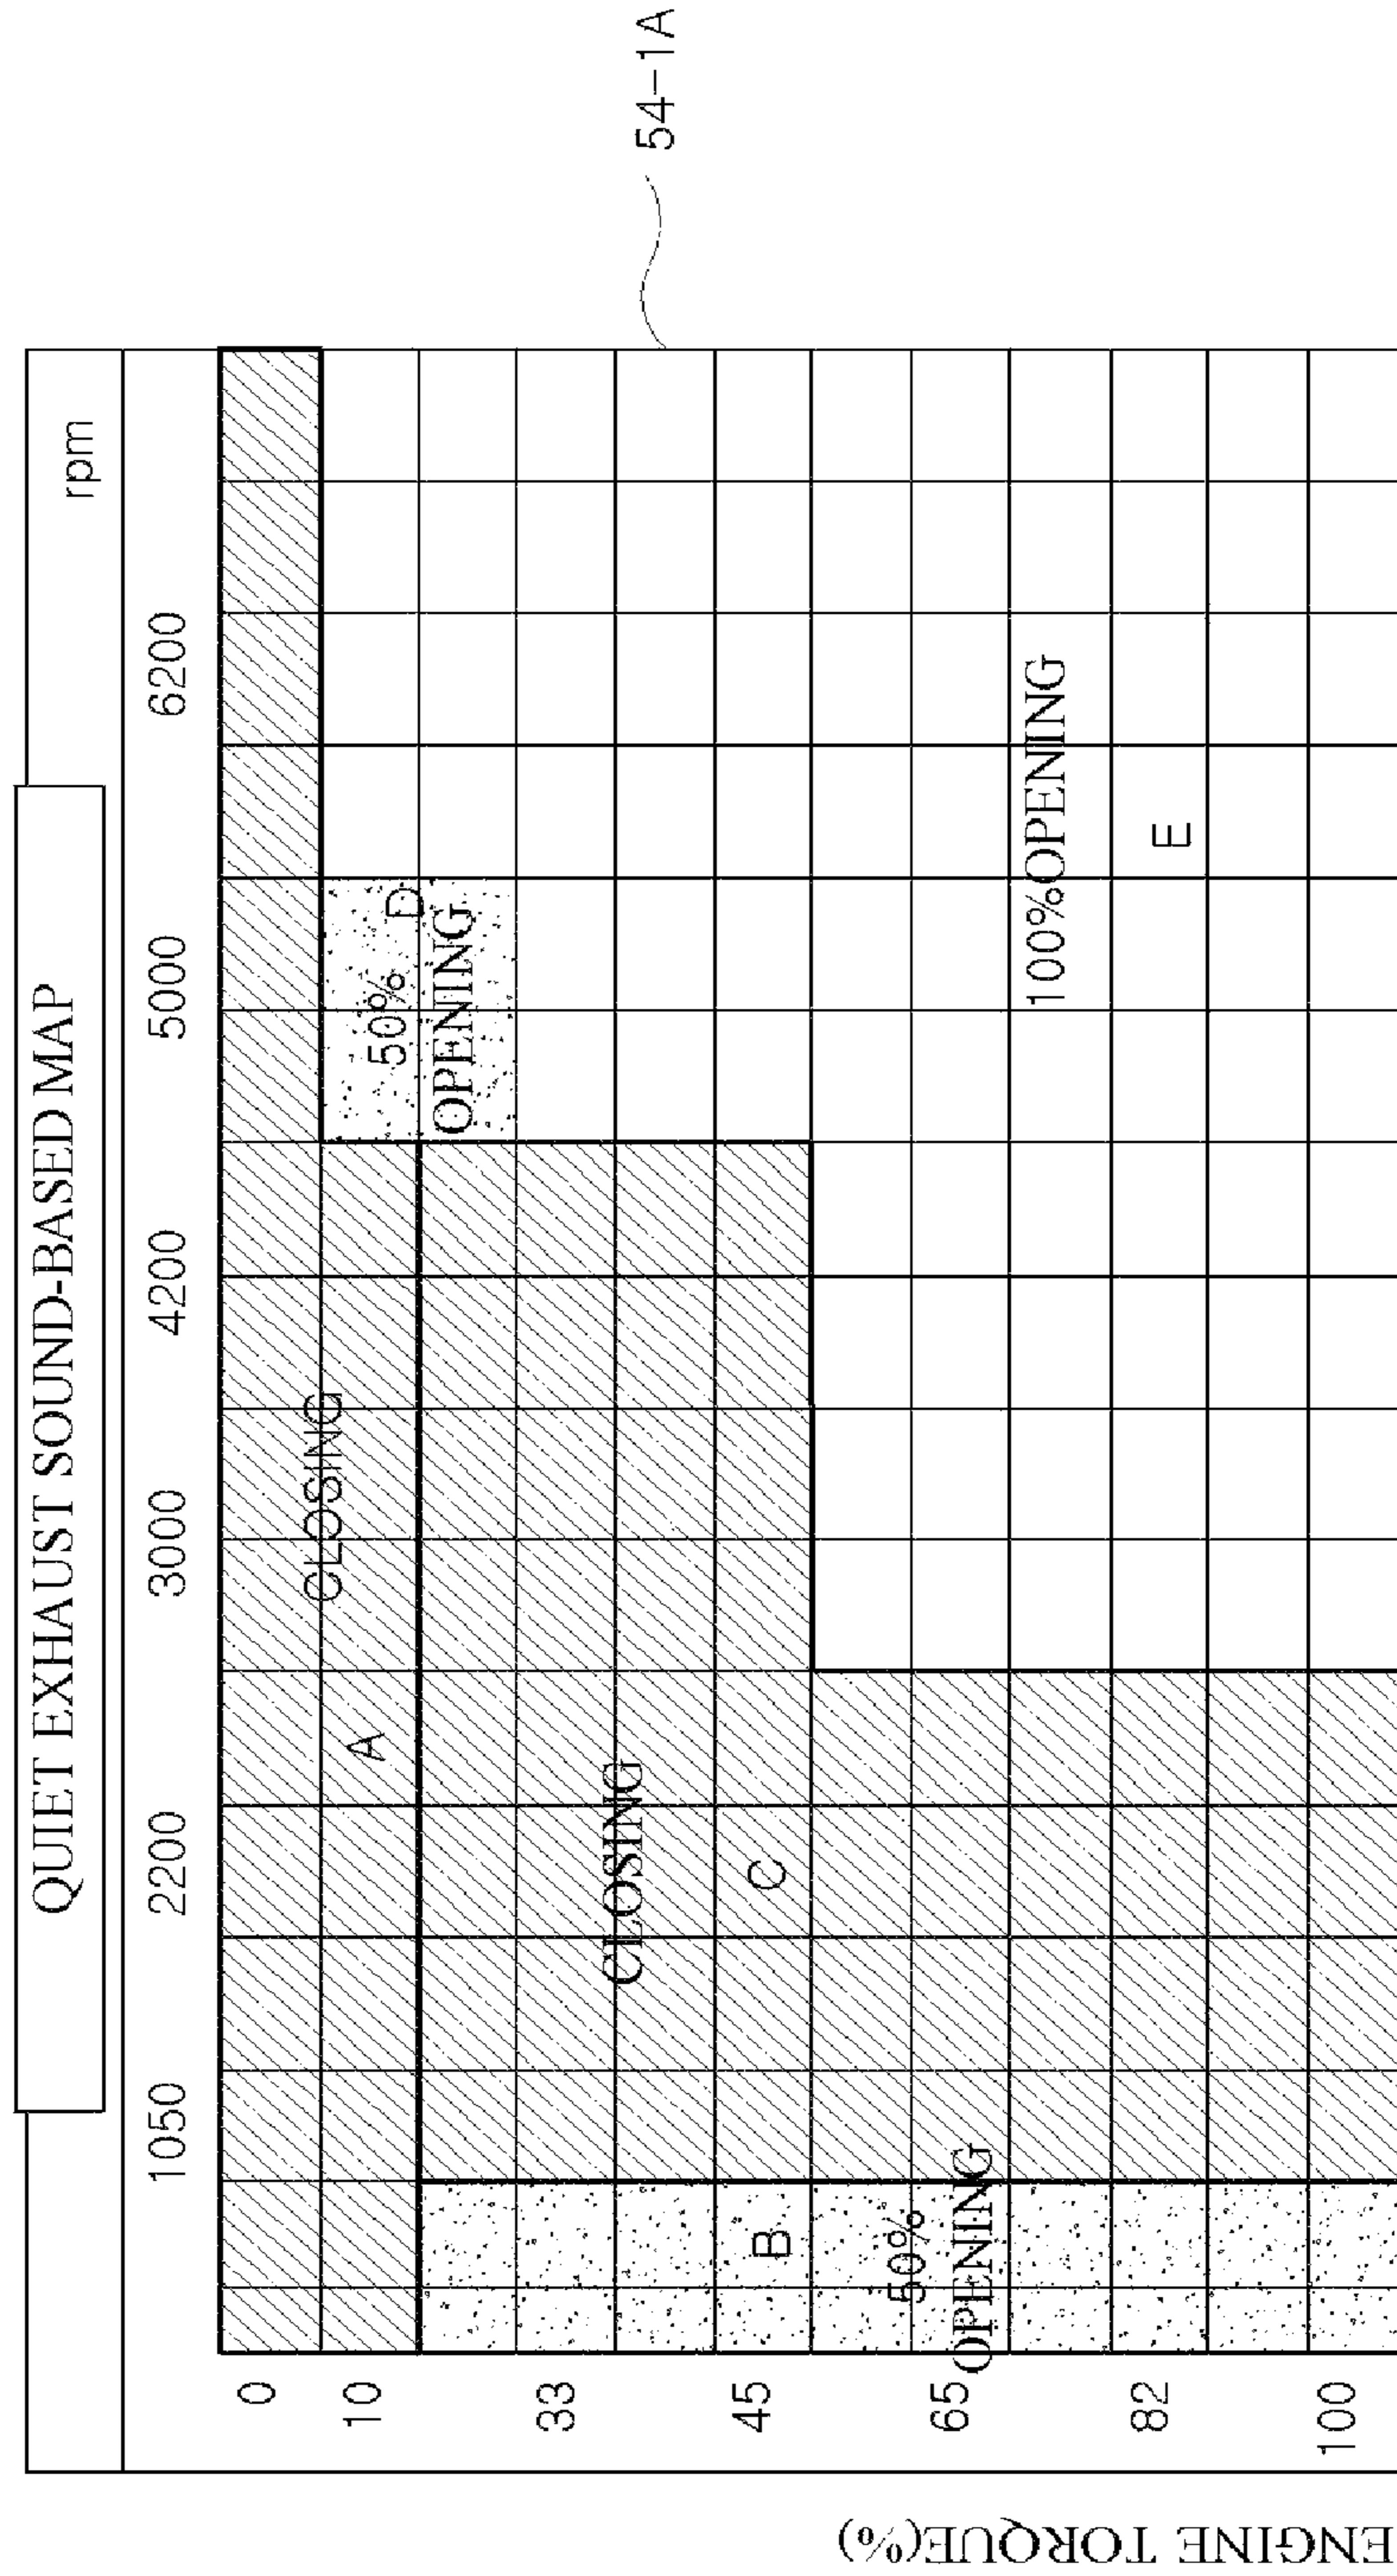 QUIET EXHAUST SOUND-BASED MAP
rpm
1050 2200 3000 4200 5000 6200
ENGINE TORQUE(%)
0
10
33
45
65
82
100
CLOSING
A
50%
D
OPENING
CLOSING
C
B
50%
OPENING
100%OPENING
E
54-1A